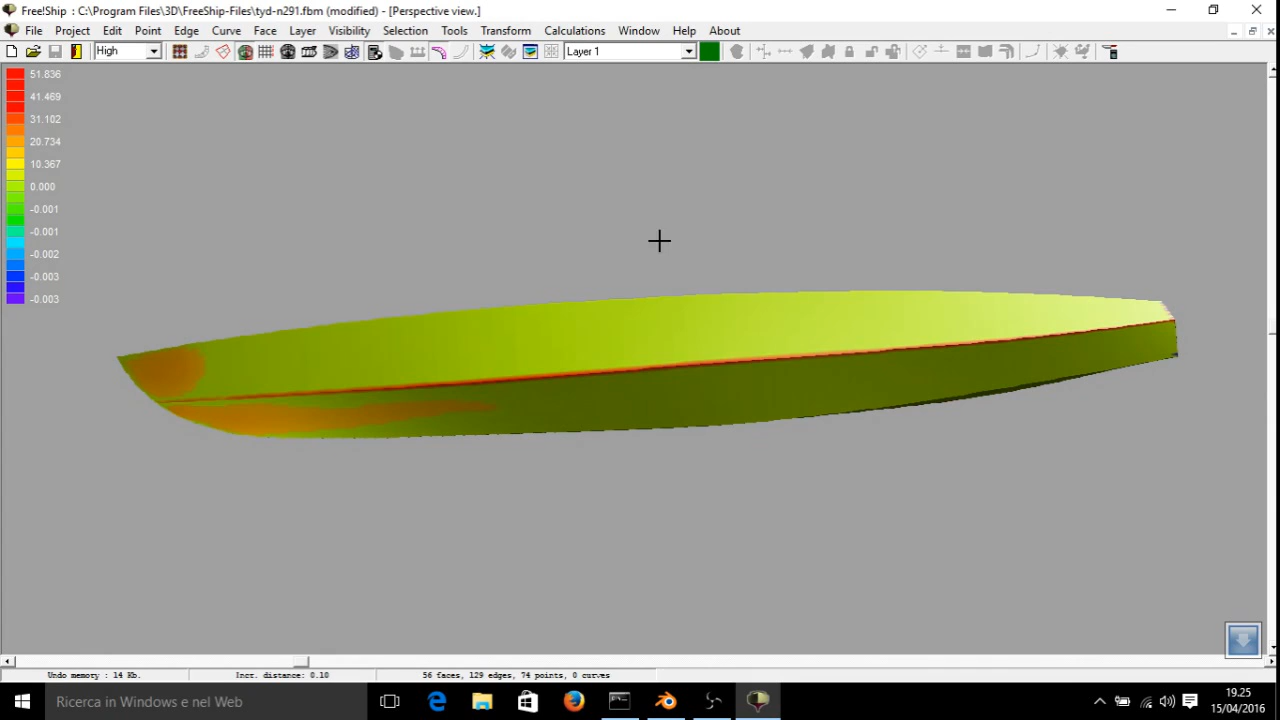 Free!Ship : C:\Program Files\3D\FreeShip-Files\tyd-n291.fbm (modified) - [Perspective view.]
File Project Edit Point Edge Curve Face Layer Visibility Selection Tools Transform Calculations Window Help About
High Layer 1
51.836
41.469
31.102
20.734
10.367
0.000
-0.001
-0.001
-0.002
-0.003
-0.003
Undo memory : 14 Kb. Incr. distance: 0.10 56 faces, 129 edges, 74 points, 0 curves
Ricerca in Windows e nel Web
19.25
15/04/2016